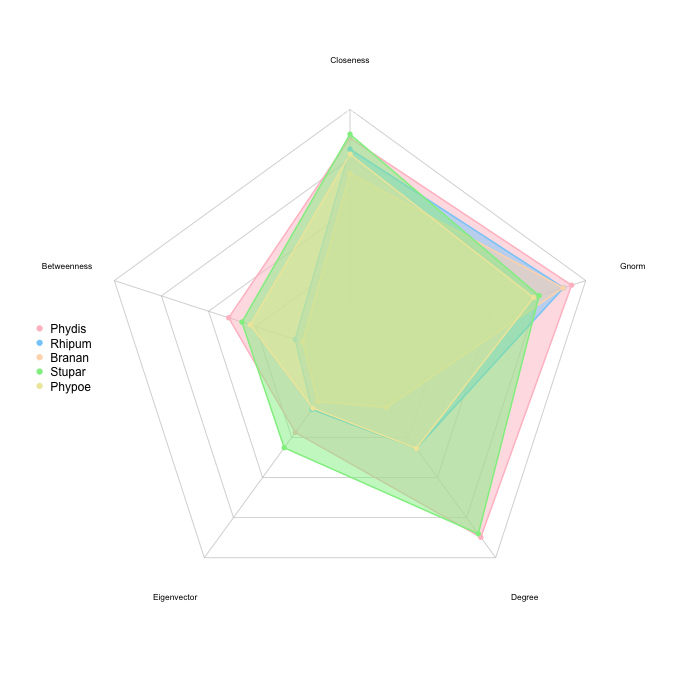 Closeness
Gnorm
Betweenness
Phydis
Rhipum
Branan
Stupar
Phypoe
Eigenvector
Degree